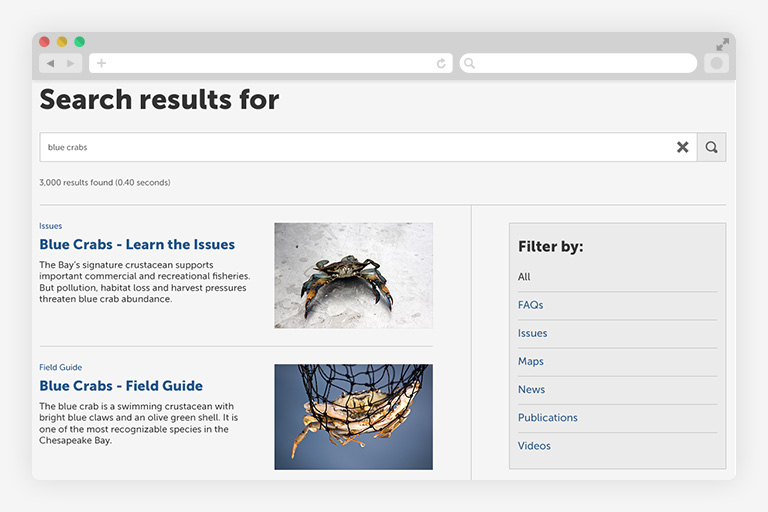 Search results for
blue crabs
3,000 results found (0.40 seconds)
Issues
Blue Crabs - Learn the Issues
The Bay's signature crustacean supports
important commercial and recreational fisheries.
But pollution, habitat loss and harvest pressures
threaten blue crab abundance.
Field Guide
Blue Crabs - Field Guide
The blue crab is a swimming crustacean with
bright blue claws and an olive green shell. It is
one of the most recognizable species in the
Chesapeake Bay.
Filter by:
All
FAQs
Issues
Maps
News
Publications
Videos